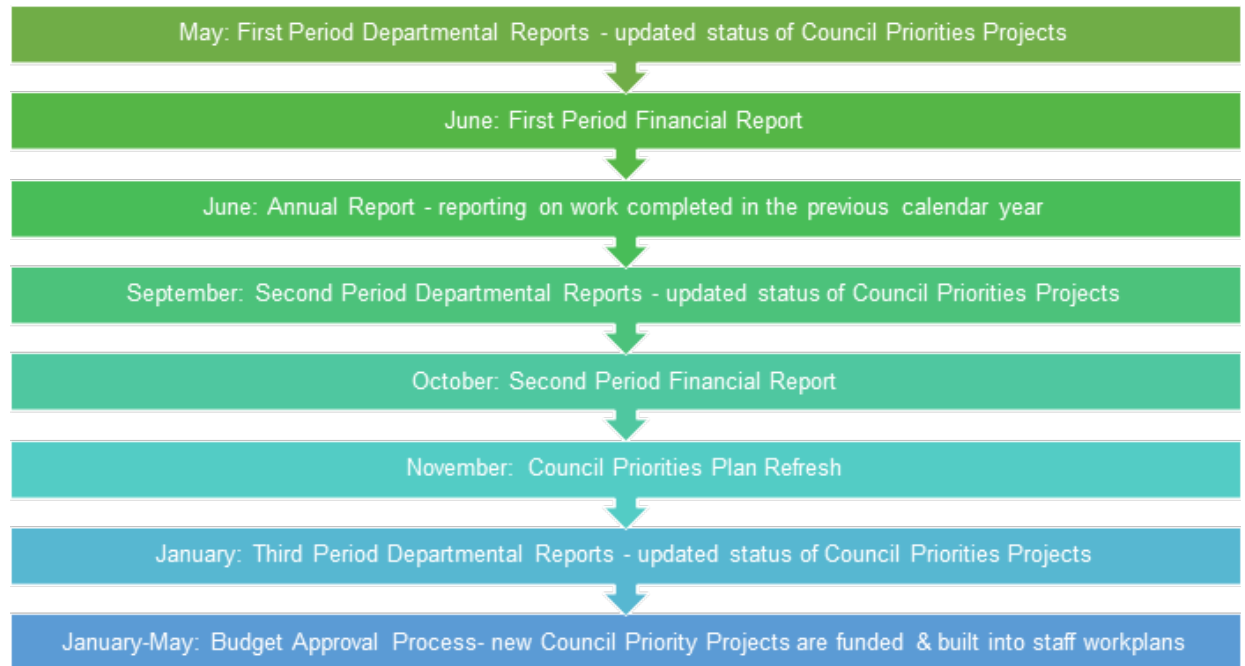 May: First Period Departmental Reports - updated status of Council Priorities Projects
June: First Period Financial Report
June: Annual Report - reporting on work completed in the previous calendar year
September: Second Period Departmental Reports - updated status of Council Priorities Projects
October: Second Period Financial Report
November: Council Priorities Plan Refresh
January: Third Period Departmental Reports - updated status of Council Priorities Projects
January-May: Budget Approval Process- new Council Priority Projects are funded & built into staff workplans